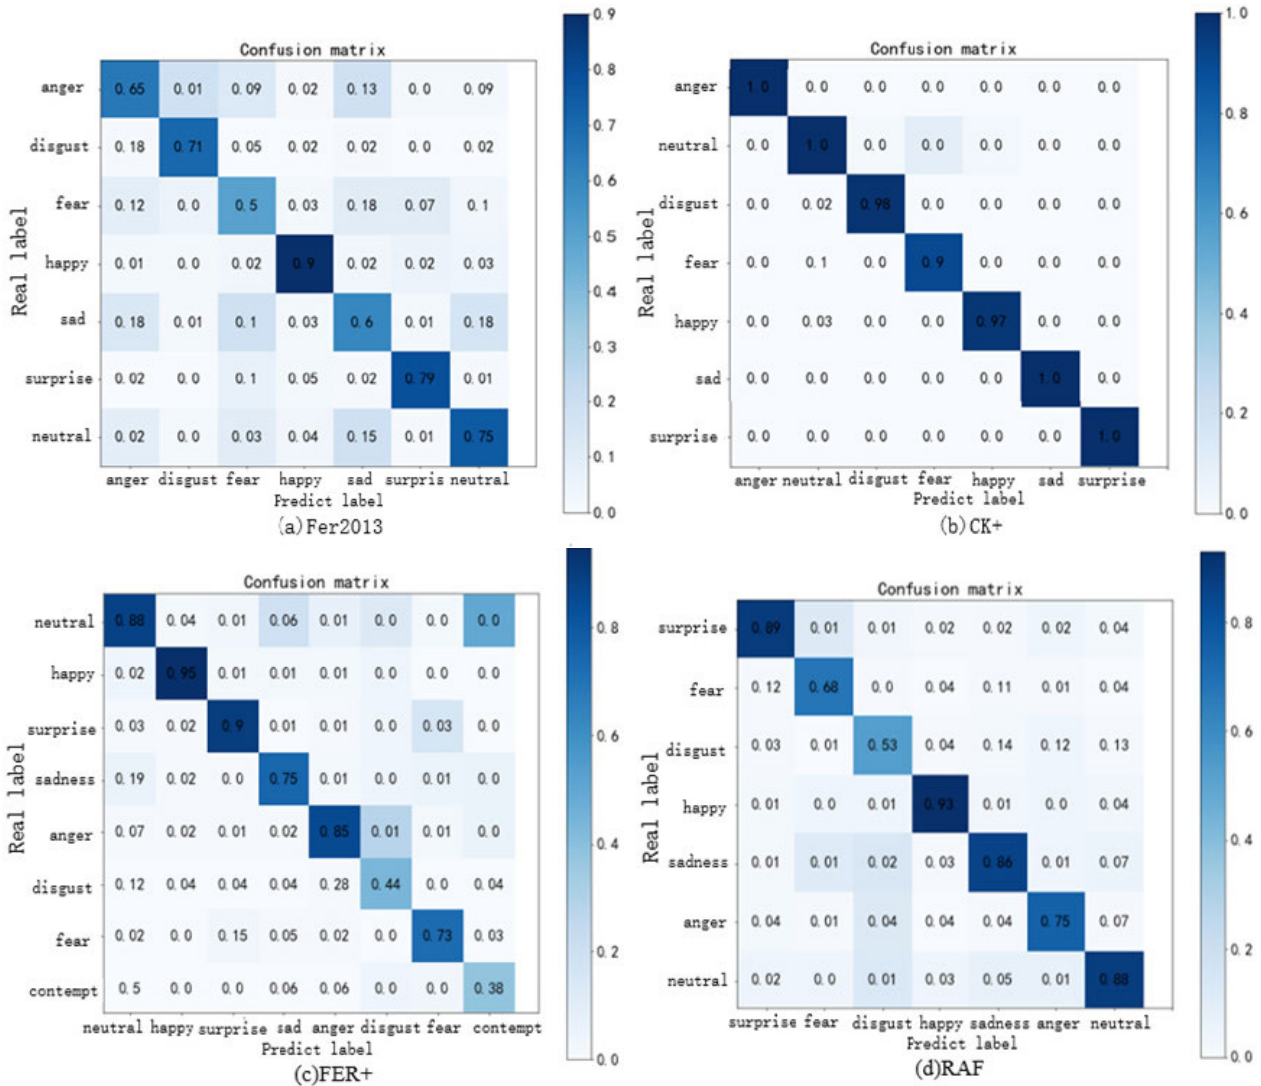 Confusion matrix
0.9
0.8
0.7
0.6
0.5
0.4
0.3
0.2
0.1
0.0
Real label
anger 0.65 0.01 0.09 0.02 0.13 0.0 0.09
disgust 0.18 0.71 0.05 0.02 0.02 0.0 0.02
fear 0.12 0.0 0.5 0.03 0.18 0.07 0.1
happy 0.01 0.0 0.02 0.9 0.02 0.02 0.03
sad 0.18 0.01 0.1 0.03 0.6 0.01 0.18
surprise 0.02 0.0 0.1 0.05 0.02 0.79 0.01
neutral 0.02 0.0 0.03 0.04 0.15 0.01 0.75
anger disgust fear happy sad surpris neutral
Predict label
(a)Fer2013
Confusion matrix
1.0
0.8
0.6
0.4
0.2
0.0
Real label
anger 1.0 0.0 0.0 0.0 0.0 0.0 0.0
neutral 0.0 1.0 0.0 0.0 0.0 0.0 0.0
disgust 0.0 0.02 0.98 0.0 0.0 0.0 0.0
fear 0.0 0.1 0.0 0.9 0.0 0.0 0.0
happy 0.0 0.03 0.0 0.0 0.97 0.0 0.0
sad 0.0 0.0 0.0 0.0 0.0 1.0 0.0
surprise 0.0 0.0 0.0 0.0 0.0 0.0 1.0
anger neutral disgust fear happy sad surprise
Predict label
(b)CK+
Confusion matrix
0.8
0.6
0.4
0.2
0.0
Real label
neutral 0.88 0.04 0.01 0.06 0.01 0.0 0.0 0.0
happy 0.02 0.95 0.01 0.01 0.01 0.0 0.0 0.0
surprise 0.03 0.02 0.9 0.01 0.01 0.0 0.03 0.0
sadness 0.19 0.02 0.0 0.75 0.01 0.0 0.01 0.0
anger 0.07 0.02 0.01 0.02 0.85 0.01 0.01 0.0
disgust 0.12 0.04 0.04 0.04 0.28 0.44 0.0 0.04
fear 0.02 0.0 0.15 0.05 0.02 0.0 0.73 0.03
contempt 0.5 0.0 0.0 0.06 0.06 0.0 0.0 0.38
neutral happy surprise sad anger disgust fear contempt
Predict label
(c)FER+
Confusion matrix
0.8
0.6
0.4
0.2
0.0
Real label
surprise 0.89 0.01 0.01 0.02 0.02 0.02 0.04
fear 0.12 0.68 0.0 0.04 0.11 0.01 0.04
disgust 0.03 0.01 0.53 0.04 0.14 0.12 0.13
happy 0.01 0.0 0.01 0.93 0.01 0.0 0.04
sadness 0.01 0.01 0.02 0.03 0.86 0.01 0.07
anger 0.04 0.01 0.04 0.04 0.04 0.75 0.07
neutral 0.02 0.0 0.01 0.03 0.05 0.01 0.88
surprise fear disgust happy sadness anger neutral
Predict label
(d)RAF